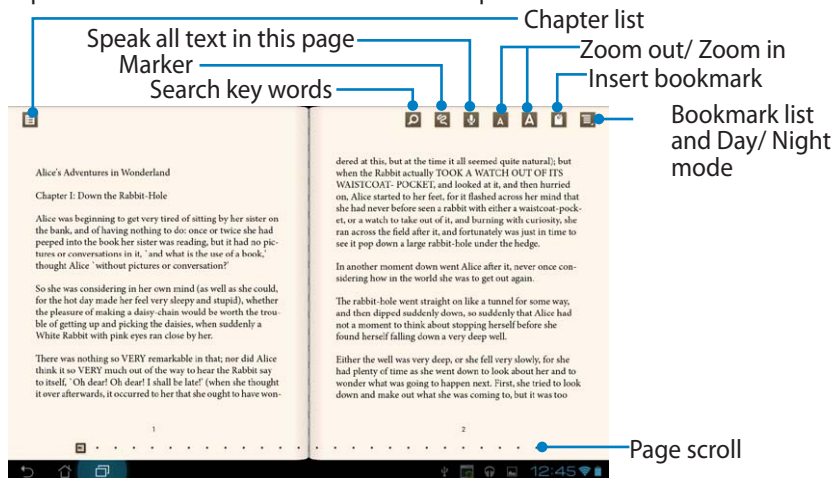 Chapter list
Speak all text in this page
Zoom out/ Zoom in
Marker
Insert bookmark
Search key words
Bookmark list
and Day/ Night
mode
A A
Alice's Adventures in Wonderland
Chapter I: Down the Rabbit-Hole
Alice was beginning to get very tired of sitting by her sister on
the bank, and of having nothing to do: once or twice she had
peeped into the book her sister was reading, but it had no pic-
tures or conversations in it, `and what is the use of a book,'
thought Alice `without pictures or conversation?'
So she was considering in her own mind (as well as she could,
for the hot day made her feel very sleepy and stupid), whether
the pleasure of making a daisy-chain would be worth the trou-
ble of getting up and picking the daisies, when suddenly a
White Rabbit with pink eyes ran close by her.
There was nothing so VERY remarkable in that; nor did Alice
think it so VERY much out of the way to hear the Rabbit say
to itself, `Oh dear! Oh dear! I shall be late!' (when she thought
it over afterwards, it occurred to her that she ought to have won-
1
dered at this, but at the time it all seemed quite natural); but
when the Rabbit actually TOOK A WATCH OUT OF ITS
WAISTCOAT- POCKET, and looked at it, and then hurried
on, Alice started to her feet, for it flashed across her mind that
she had never before seen a rabbit with either a waistcoat-pock-
et, or a watch to take out of it, and burning with curiosity, she
ran across the field after it, and fortunately was just in time to
see it pop down a large rabbit-hole under the hedge.
In another moment down went Alice after it, never once con-
sidering how in the world she was to get out again.
The rabbit-hole went straight on like a tunnel for some way,
and then dipped suddenly down, so suddenly that Alice had
not a moment to think about stopping herself before she
found herself falling down a very deep well.
Either the well was very deep, or she fell very slowly, for she
had plenty of time as she went down to look about her and to
wonder what was going to happen next. First, she tried to look
down and make out what she was coming to, but it was too
2
Page scroll
12:45